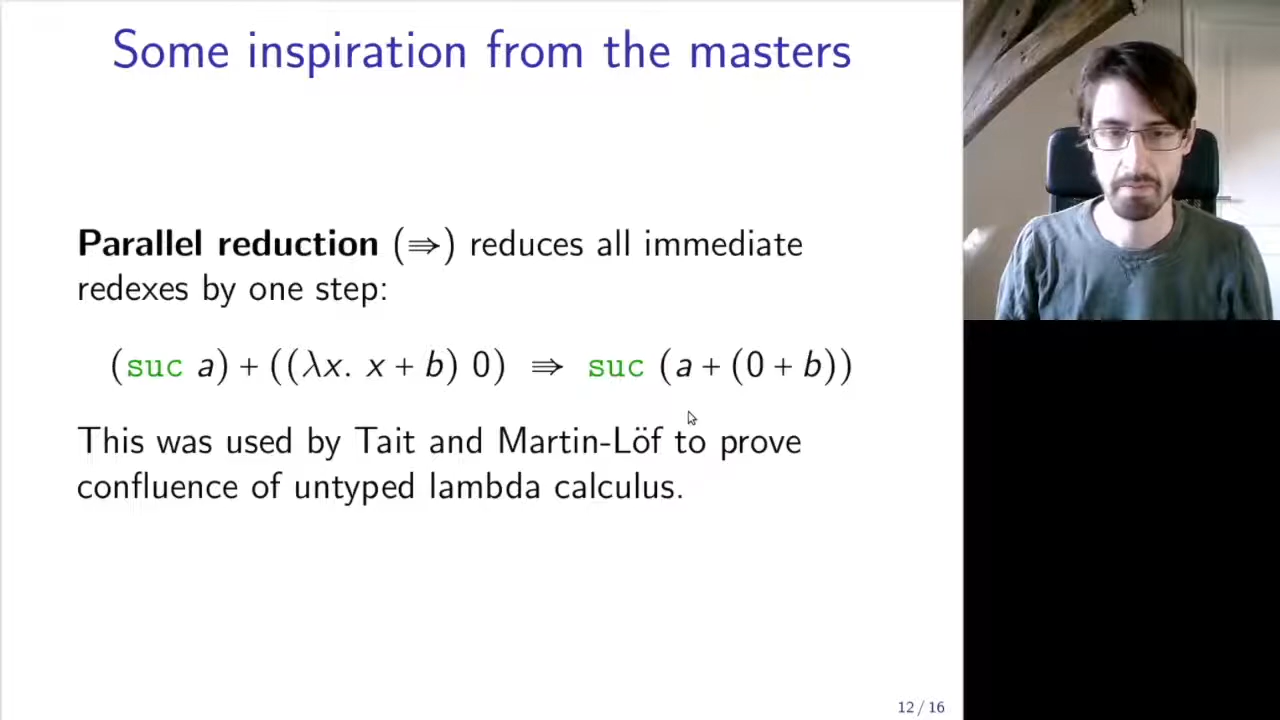 Some inspiration from the masters
Parallel reduction (⇛) reduces all immediate
redexes by one step:
(suc a) + ((λx. x + b) 0) ⇛ suc (a + (0 + b))
This was used by Tait and Martin-Löf to prove
confluence of untyped lambda calculus.
12 / 16